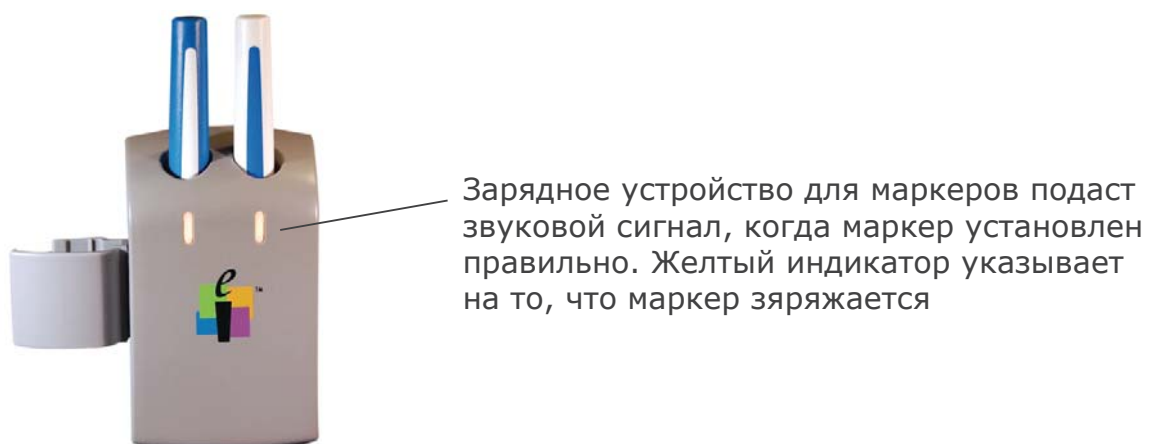 Зарядное устройство для маркеров подаст
звуковой сигнал, когда маркер установлен
правильно. Желтый индикатор указывает
на то, что маркер зяряжается